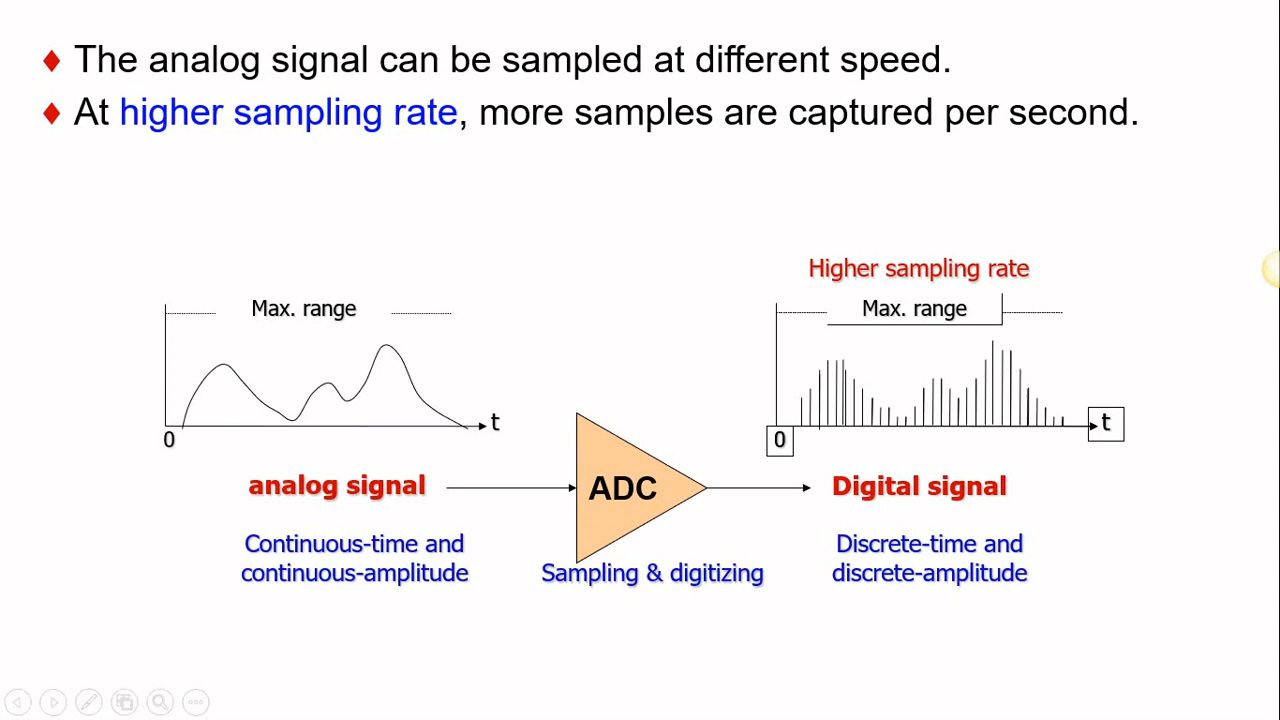 The analog signal can be sampled at different speed.
At higher sampling rate, more samples are captured per second.
Higher sampling rate
Max. range
Max. range
t
t
0
0
analog signal
ADC
Digital signal
Continuous-time and
continuous-amplitude
Sampling & digitizing
Discrete-time and
discrete-amplitude